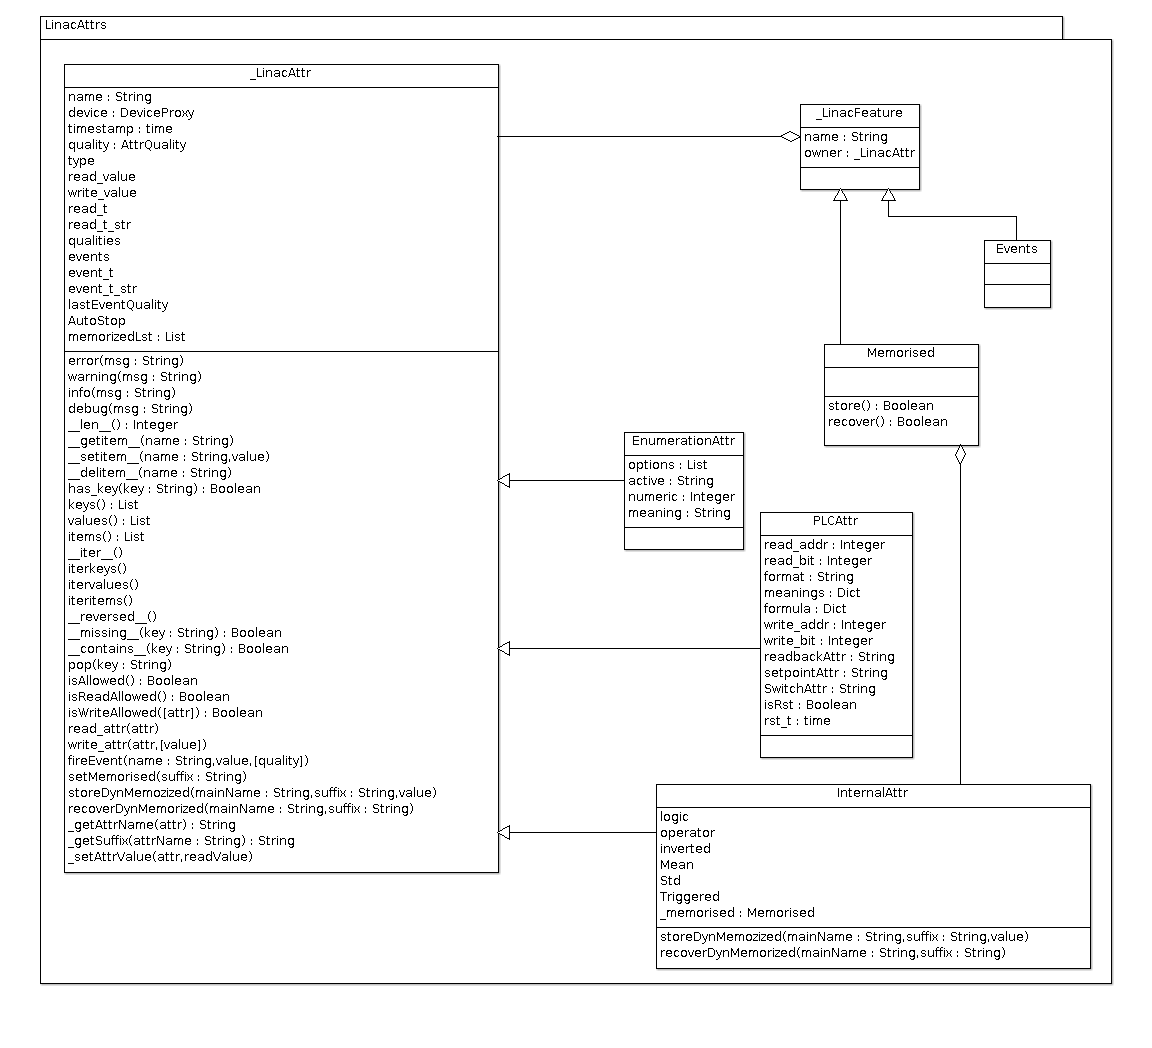 LinacAttrs
_LinacAttr
name : String
device : DeviceProxy
timestamp : time
quality : AttrQuality
type
read_value
write_value
read_t
read_t_str
qualities
events
event_t
event_t_str
lastEventQuality
AutoStop
memorizedLst : List
error(msg : String)
warning(msg : String)
info(msg : String)
debug(msg : String)
__len__() : Integer
__getitem__(name : String)
__setitem__(name : String,value)
__delitem__(name : String)
has_key(key : String) : Boolean
keys() : List
values() : List
items() : List
__iter__()
iterkeys()
itervalues()
iteritems()
__reversed__()
__missing__(key : String) : Boolean
__contains__(key : String) : Boolean
pop(key : String)
isAllowed() : Boolean
isReadAllowed() : Boolean
isWriteAllowed([attr]) : Boolean
read_attr(attr)
write_attr(attr,[value])
fireEvent(name : String,value,[quality])
setMemorised(suffix : String)
storeDynMemozized(mainName : String,suffix : String,value)
recoverDynMemorized(mainName : String,suffix : String)
_getAttrName(attr) : String
_getSuffix(attrName : String) : String
_setAttrValue(attr,readValue)
_LinacFeature
name : String
owner : _LinacAttr
Events
Memorised
store() : Boolean
recover() : Boolean
EnumerationAttr
options : List
active : String
numeric : Integer
meaning : String
PLCAttr
read_addr : Integer
read_bit : Integer
format : String
meanings : Dict
formula : Dict
write_addr : Integer
write_bit : Integer
readbackAttr : String
setpointAttr : String
SwitchAttr : String
isRst : Boolean
rst_t : time
InternalAttr
logic
operator
inverted
Mean
Std
Triggered
_memorised : Memorised
storeDynMemozized(mainName : String,suffix : String,value)
recoverDynMemorized(mainName : String,suffix : String)